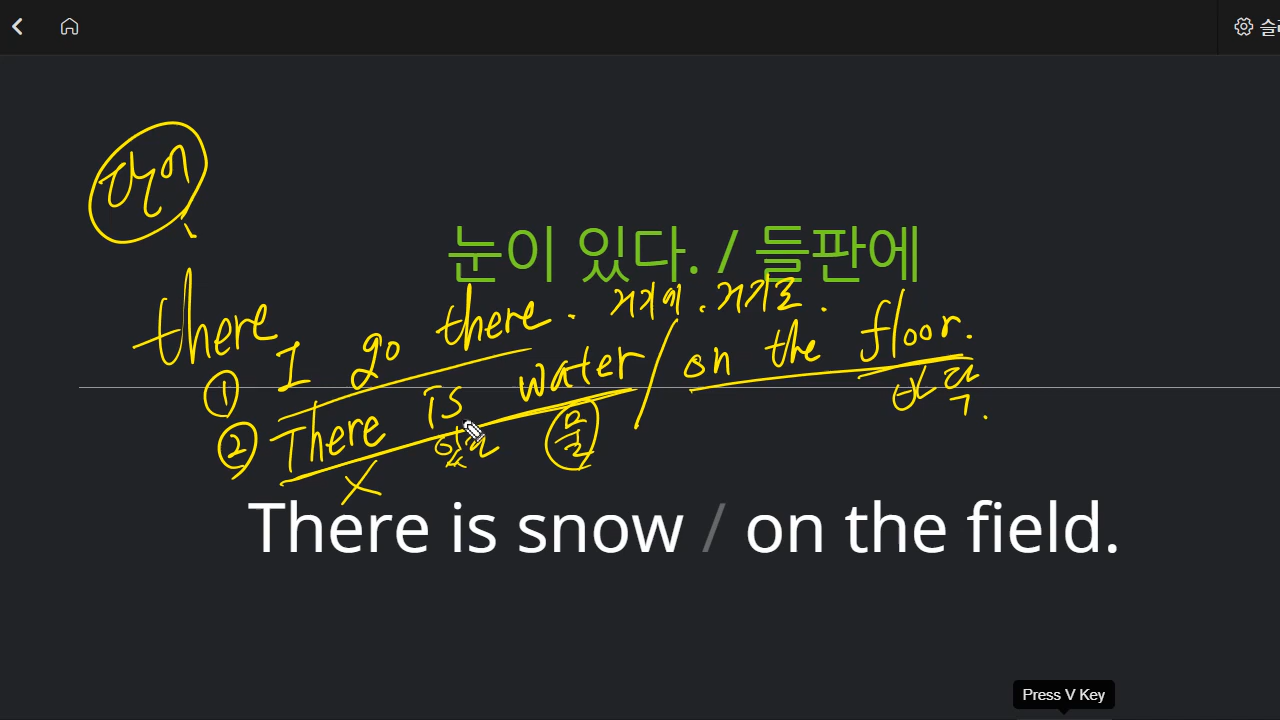 슬
단어
눈이 있다. / 들판에
there
① I go there. 거기에. 거기로.
② There is water / on the floor.
X 있다 물 바닥.
There is snow / on the field.
Press V Key